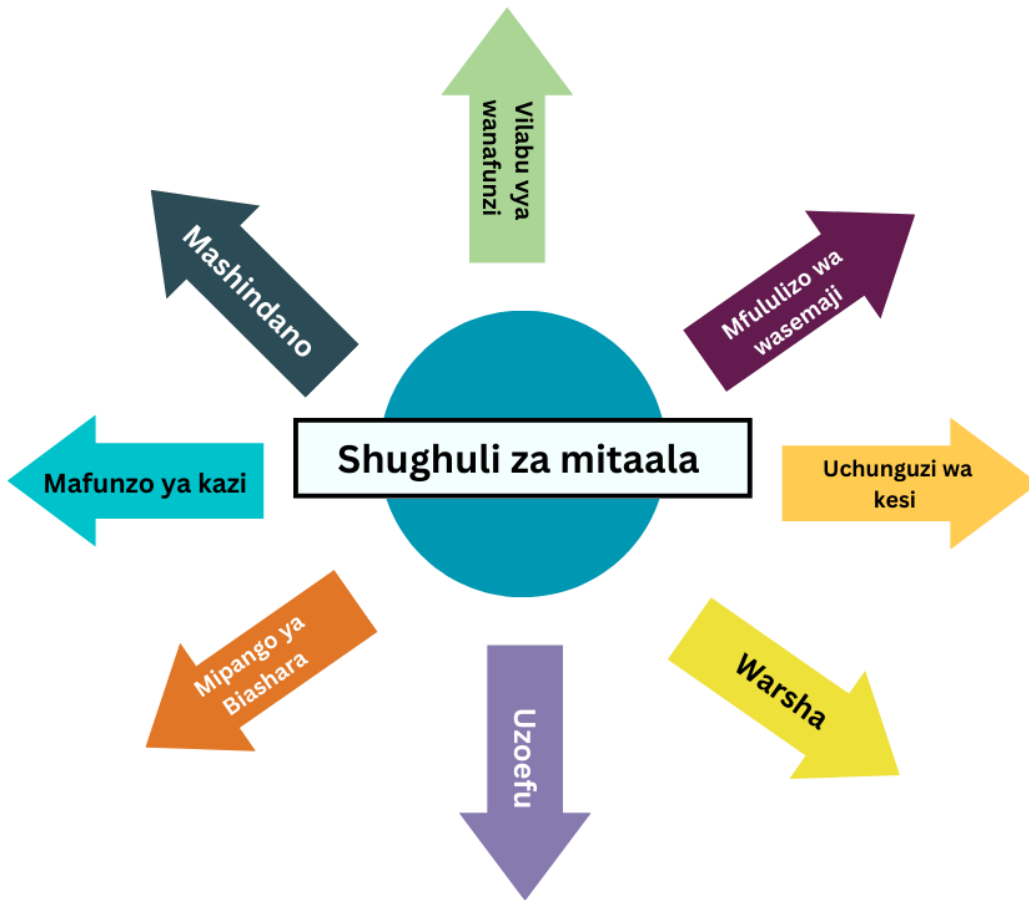 Vilabu vya
wanafunzi
Mashindano
Mfululizo wa
wasemaji
Shughuli za mitaala
Mafunzo ya kazi
Uchunguzi wa
kesi
Mipango ya
Biashara
Warsha
Uzoefu